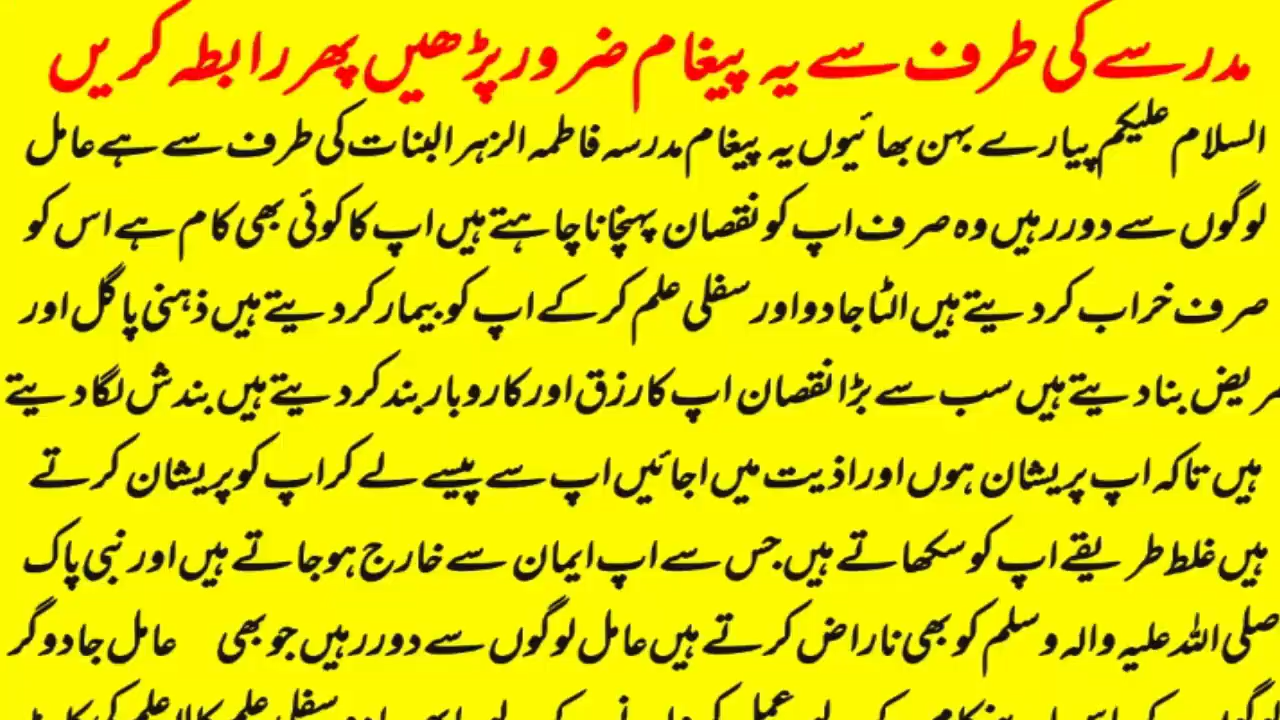 مدرسے کی طرف سے یہ پیغام ضرور پڑھیں پھر رابطہ کریں
السلام علیکم پیارے بہن بھائیوں یہ پیغام مدرسہ فاطمہ الزہرا البنات کی طرف سے ہے عامل
لوگوں سے دور رہیں وہ صرف اپ کو نقصان پہنچانا چاہتے ہیں اپ کا کوئی بھی کام ہے اس کو
صرف خراب کر دیتے ہیں الٹا جادو اور سفلی علم کر کے اپ کو بیمار کر دیتے ہیں ذہنی پاگل اور
مریض بنا دیتے ہیں سب سے بڑا نقصان اپ کا رزق اور کاروبار بند کر دیتے ہیں بندش لگا دیتے
ہیں تاکہ اپ پریشان ہوں اور اذیت میں اجائیں اپ سے پیسے لے کر اپ کو پریشان کرتے
ہیں غلط طریقے اپ کو سکھاتے ہیں جس سے اپ ایمان سے خارج ہو جاتے ہیں اور نبی پاک
صلی اللہ علیہ والہ وسلم کو بھی ناراض کرتے ہیں عامل لوگوں سے دور رہیں جو بھی عامل جادوگر